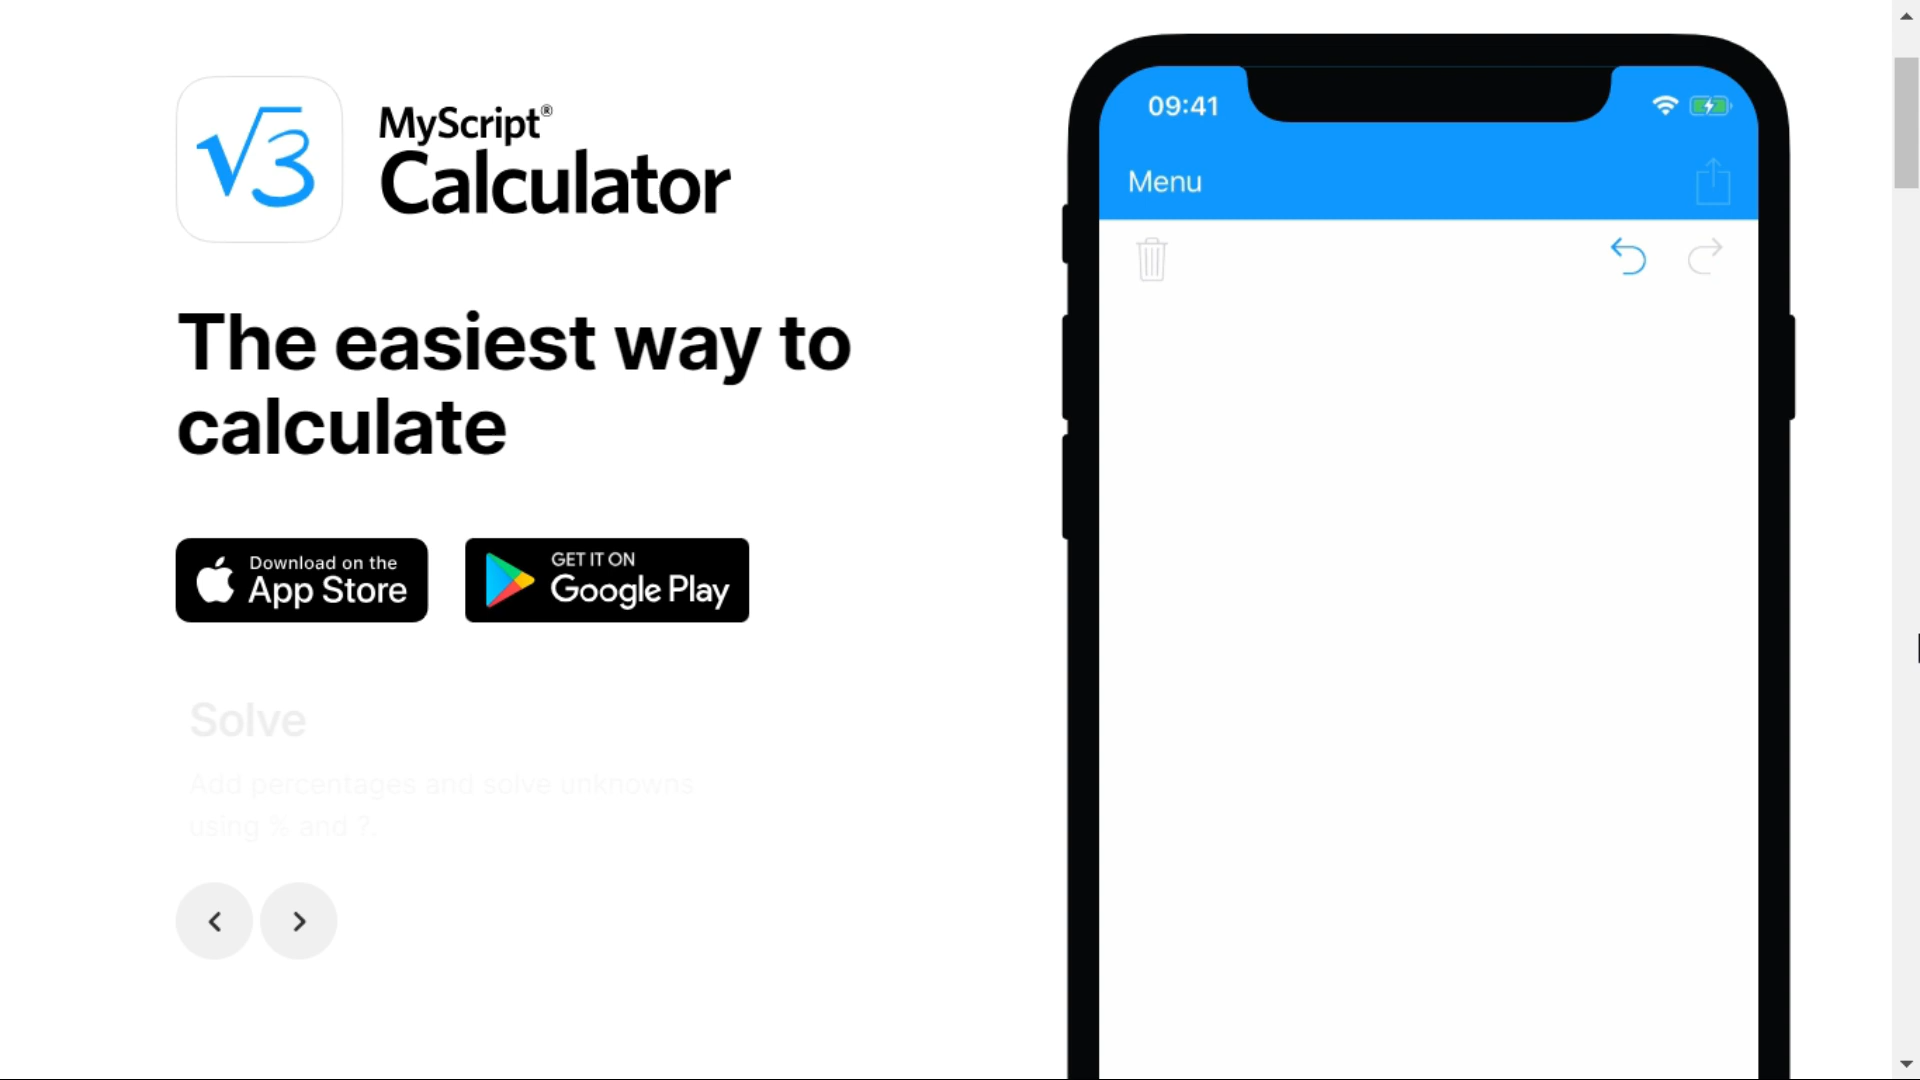 √3
MyScript®
Calculator
The easiest way to
calculate
Download on the
App Store
GET IT ON
Google Play
Solve
Add percentages and solve unknowns
using % and ?.
09:41
Menu